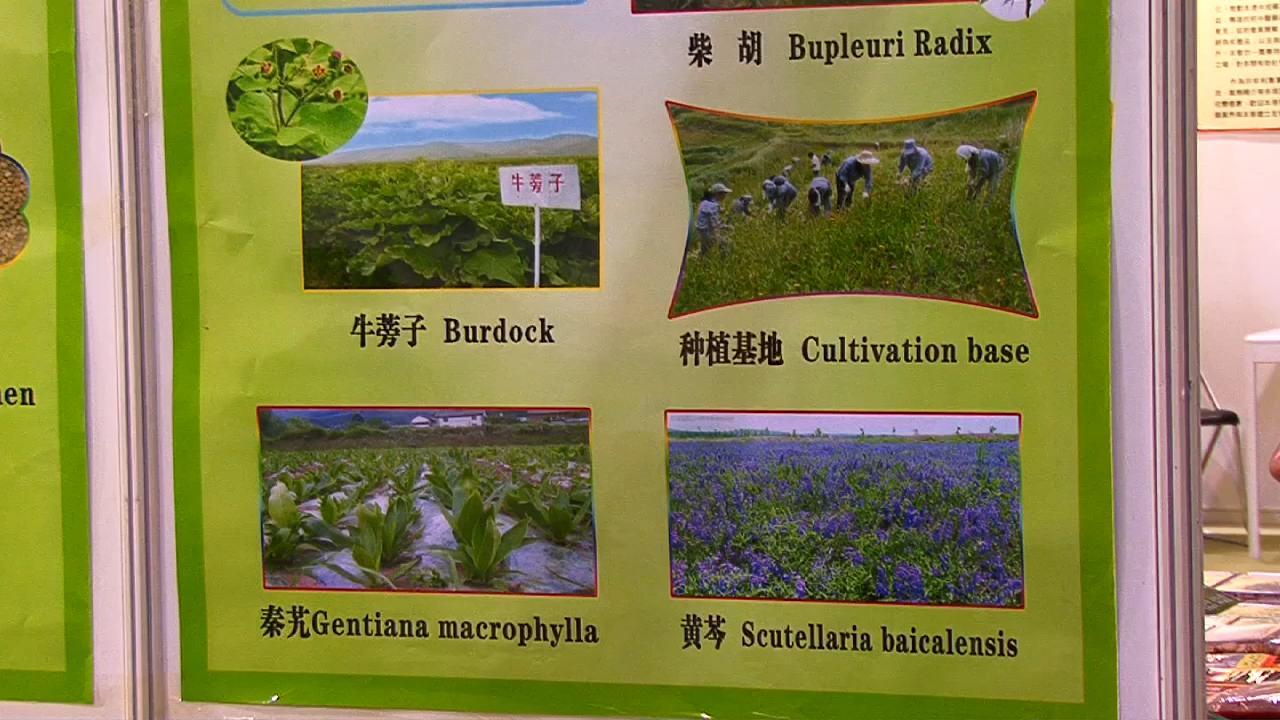 柴 胡 Bupleuri Radix
牛蒡子
牛蒡子 Burdock
种植基地 Cultivation base
秦艽Gentiana macrophylla
黄芩 Scutellaria baicalensis